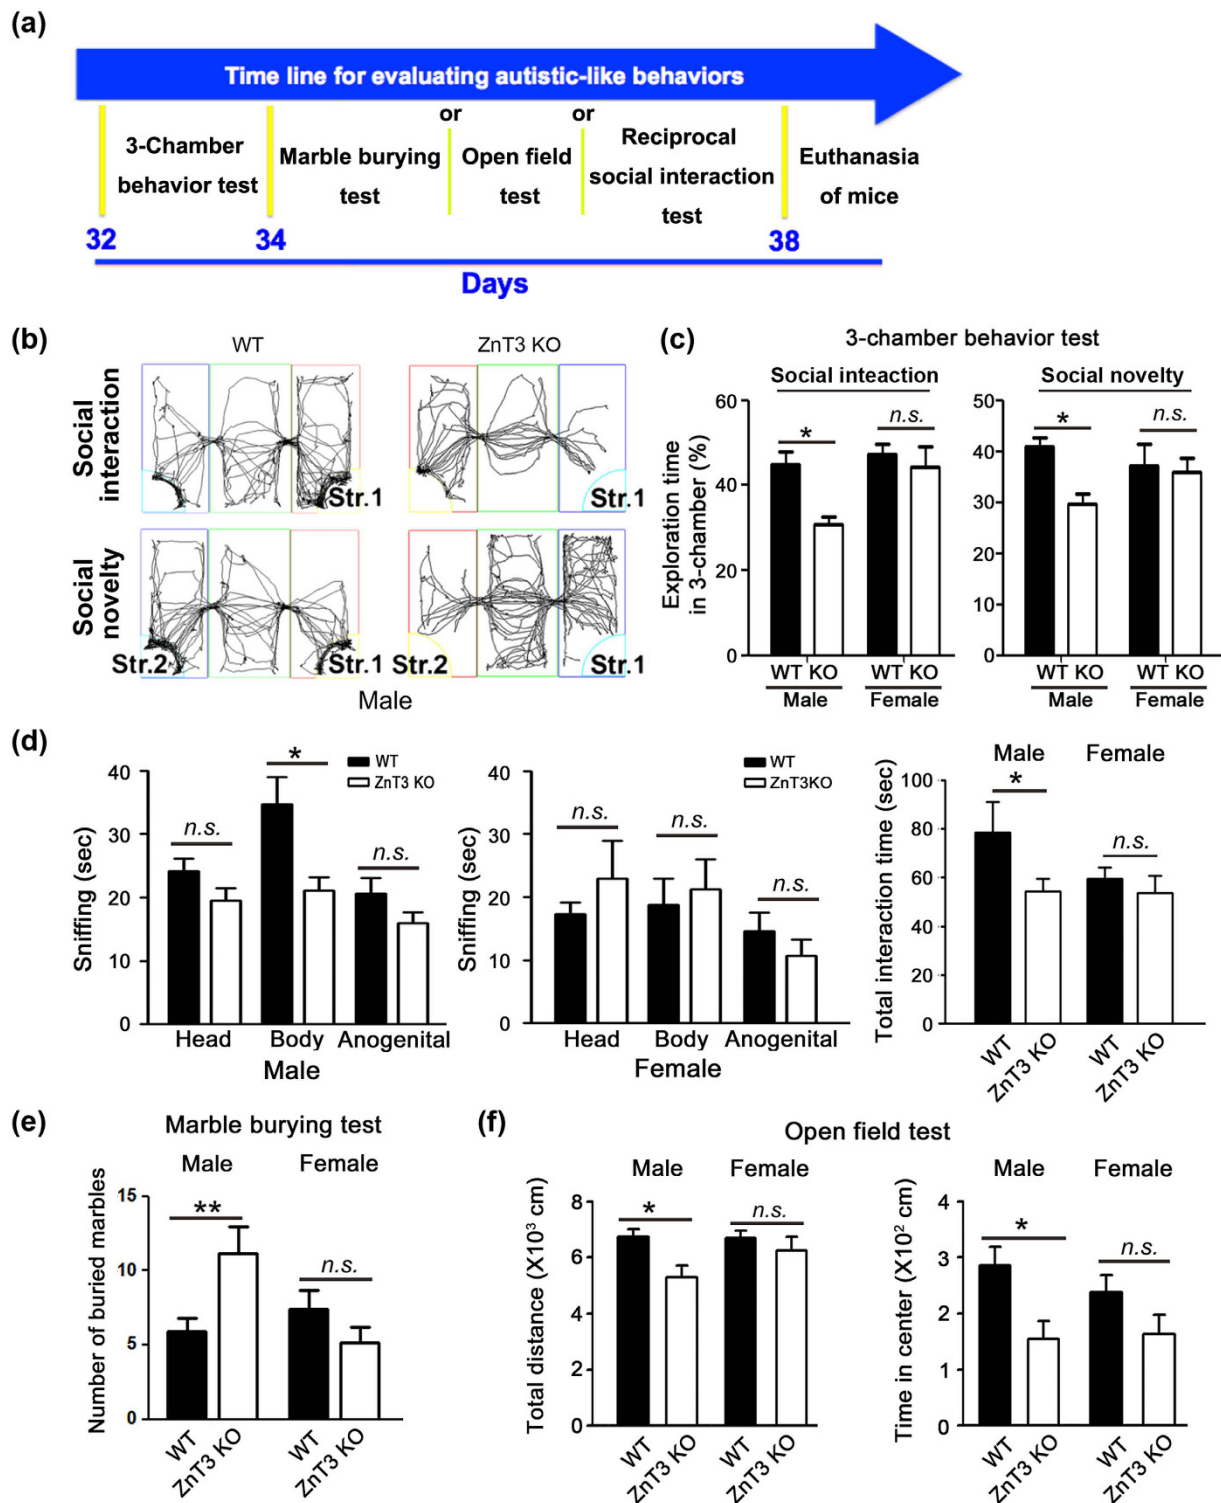 (a)
Time line for evaluating autistic-like behaviors
or or
3-Chamber behavior test
Marble burying test
Open field test
Reciprocal social interaction test
Euthanasia of mice
32 34 38
Days
(b)
WT ZnT3 KO
Social interaction
Str.1 Str.1
Social novelty
Str.2 Str.1 Str.2 Str.1
Male
(c) 3-chamber behavior test
Social inteaction Social novelty
Exploration time in 3-chamber (%)
60
40
20
0
* n.s.
WT KO WT KO
Male Female
50
40
30
20
10
0
* n.s.
WT KO WT KO
Male Female
(d)
Sniffing (sec)
40
30
20
10
0
WT
ZnT3 KO
n.s. * n.s.
Head Body Anogenital
Male
Sniffing (sec)
40
30
20
10
0
WT
ZnT3KO
n.s. n.s. n.s.
Head Body Anogenital
Female
Total interaction time (sec)
Male Female
100
80
60
40
60
80
0
* n.s.
WT ZnT3 KO WT ZnT3 KO
(e) Marble burying test
Male Female
Number of buried marbles
15
10
5
0
** n.s.
WT ZnT3 KO WT ZnT3 KO
(f) Open field test
Male Female
Total distance (X10³ cm)
8
6
4
2
0
* n.s.
WT ZnT3 KO WT ZnT3 KO
Male Female
Time in center (X10² cm)
4
3
2
1
0
* n.s.
WT ZnT3 KO WT ZnT3 KO